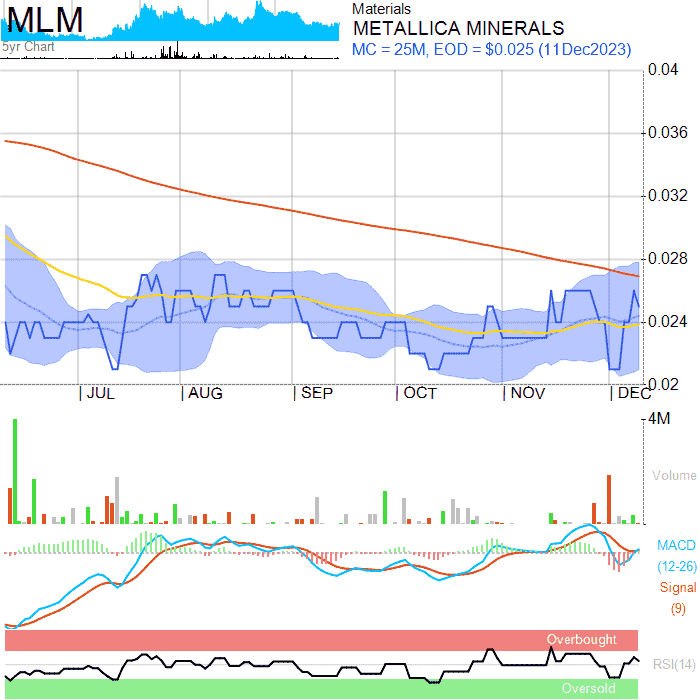 MLM
5yr Chart
Materials
METALLICA MINERALS
MC = 25M, EOD = $0.025 (11Dec2023)
0.04
0.036
0.032
0.028
0.024
0.02
JUL
AUG
SEP
OCT
NOV
DEC
4M
Volume
MACD
(12-26)
Signal
(9)
Overbought
RSI(14)
Oversold